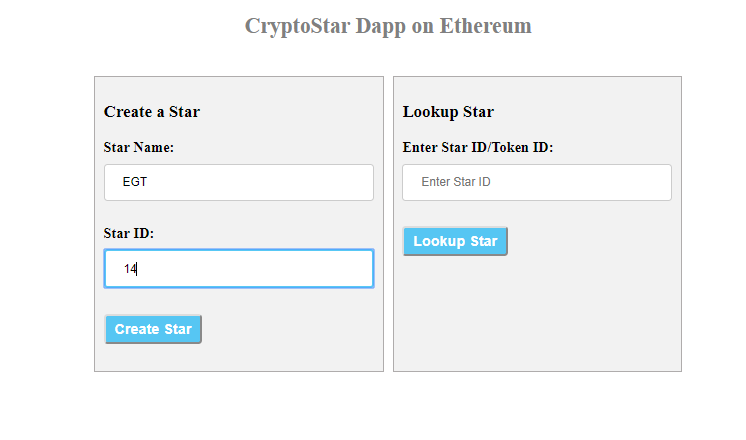 CryptoStar Dapp on Ethereum
Create a Star
Star Name:
EGT
Star ID:
14
Create Star
Lookup Star
Enter Star ID/Token ID:
Enter Star ID
Lookup Star